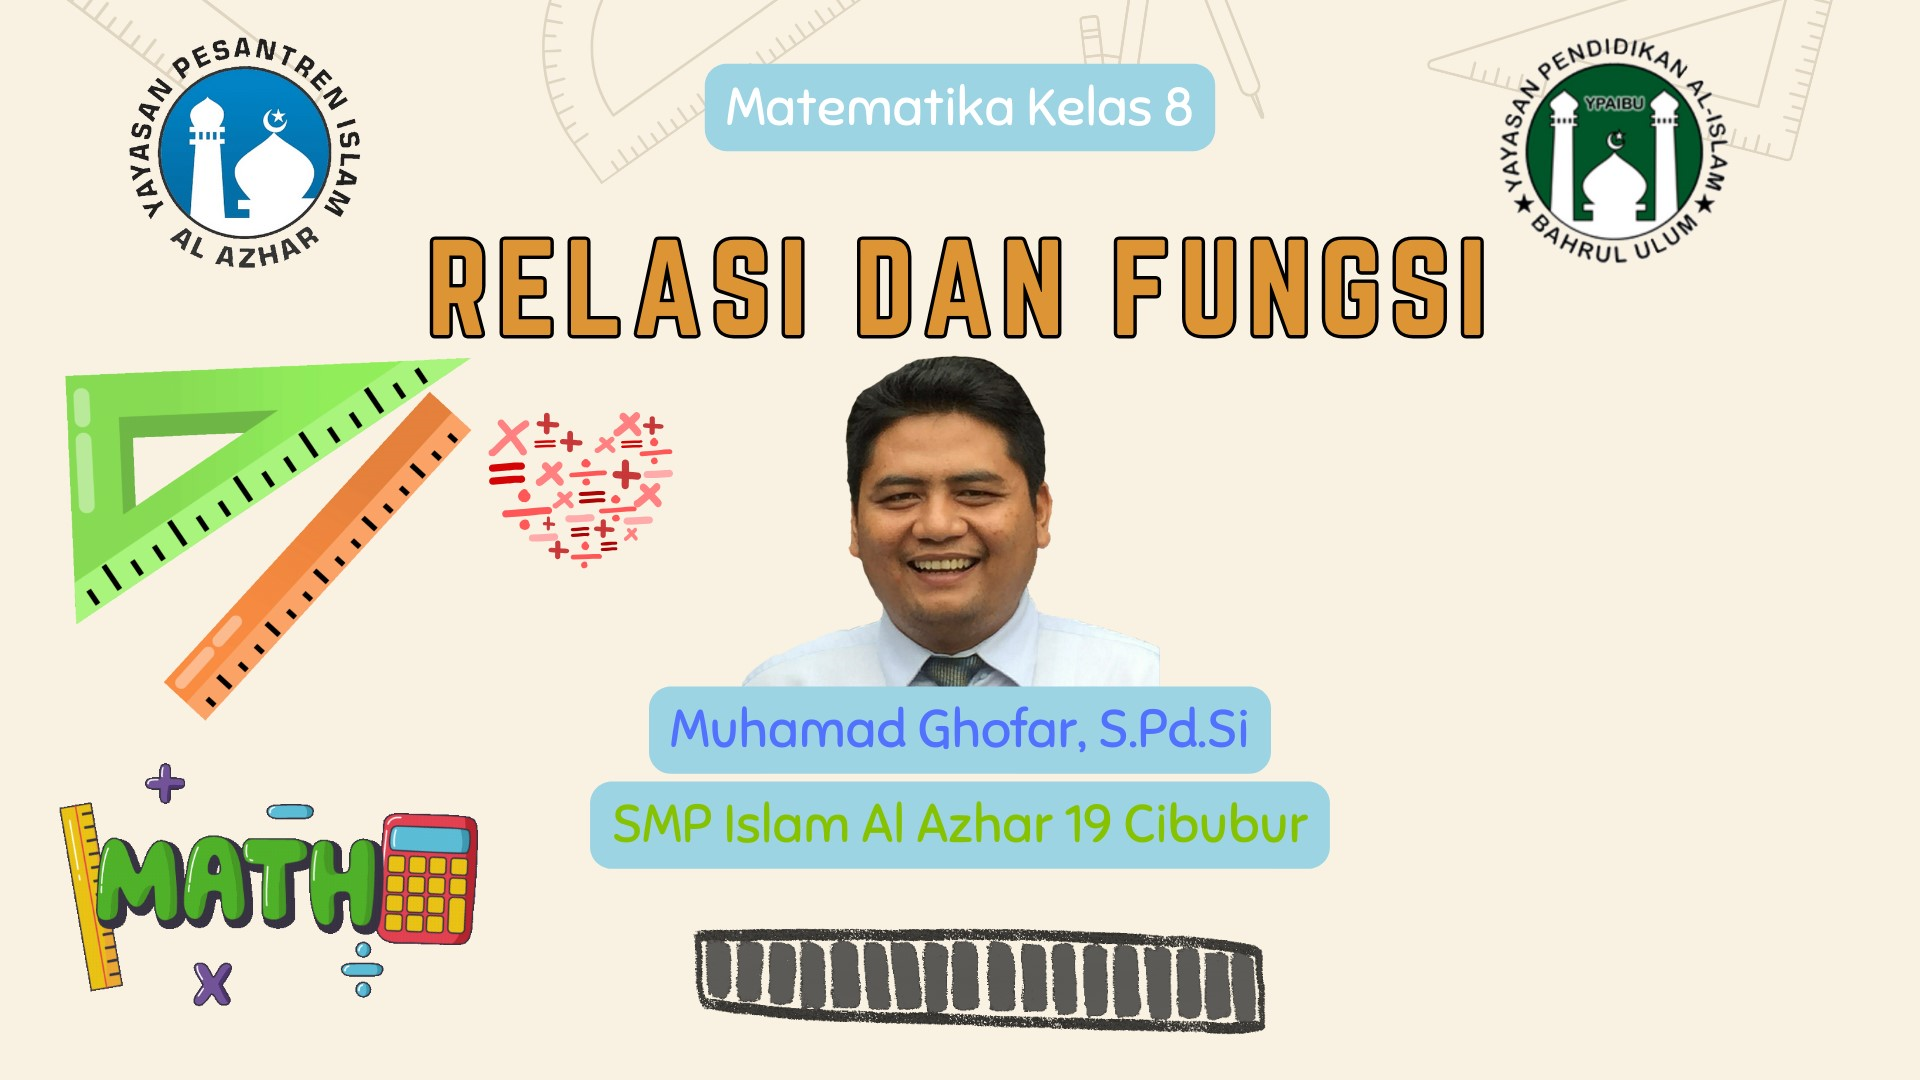 YAYASAN PESANTREN ISLAM
AL AZHAR
Matematika Kelas 8
YAYASAN PENDIDIKAN AL-ISLAM
YPAIBU
★ BAHRUL ULUM ★
RELASI DAN FUNGSI
Muhamad Ghofar, S.Pd.Si
SMP Islam Al Azhar 19 Cibubur
MATH